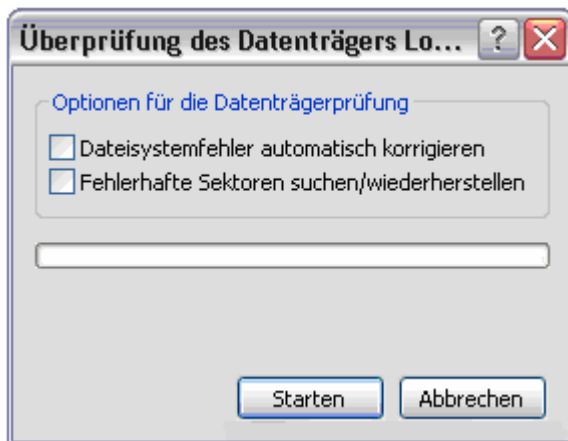 Überprüfung des Datenträgers Lo... ?
Optionen für die Datenträgerprüfung
Dateisystemfehler automatisch korrigieren
Fehlerhafte Sektoren suchen/wiederherstellen
Starten Abbrechen